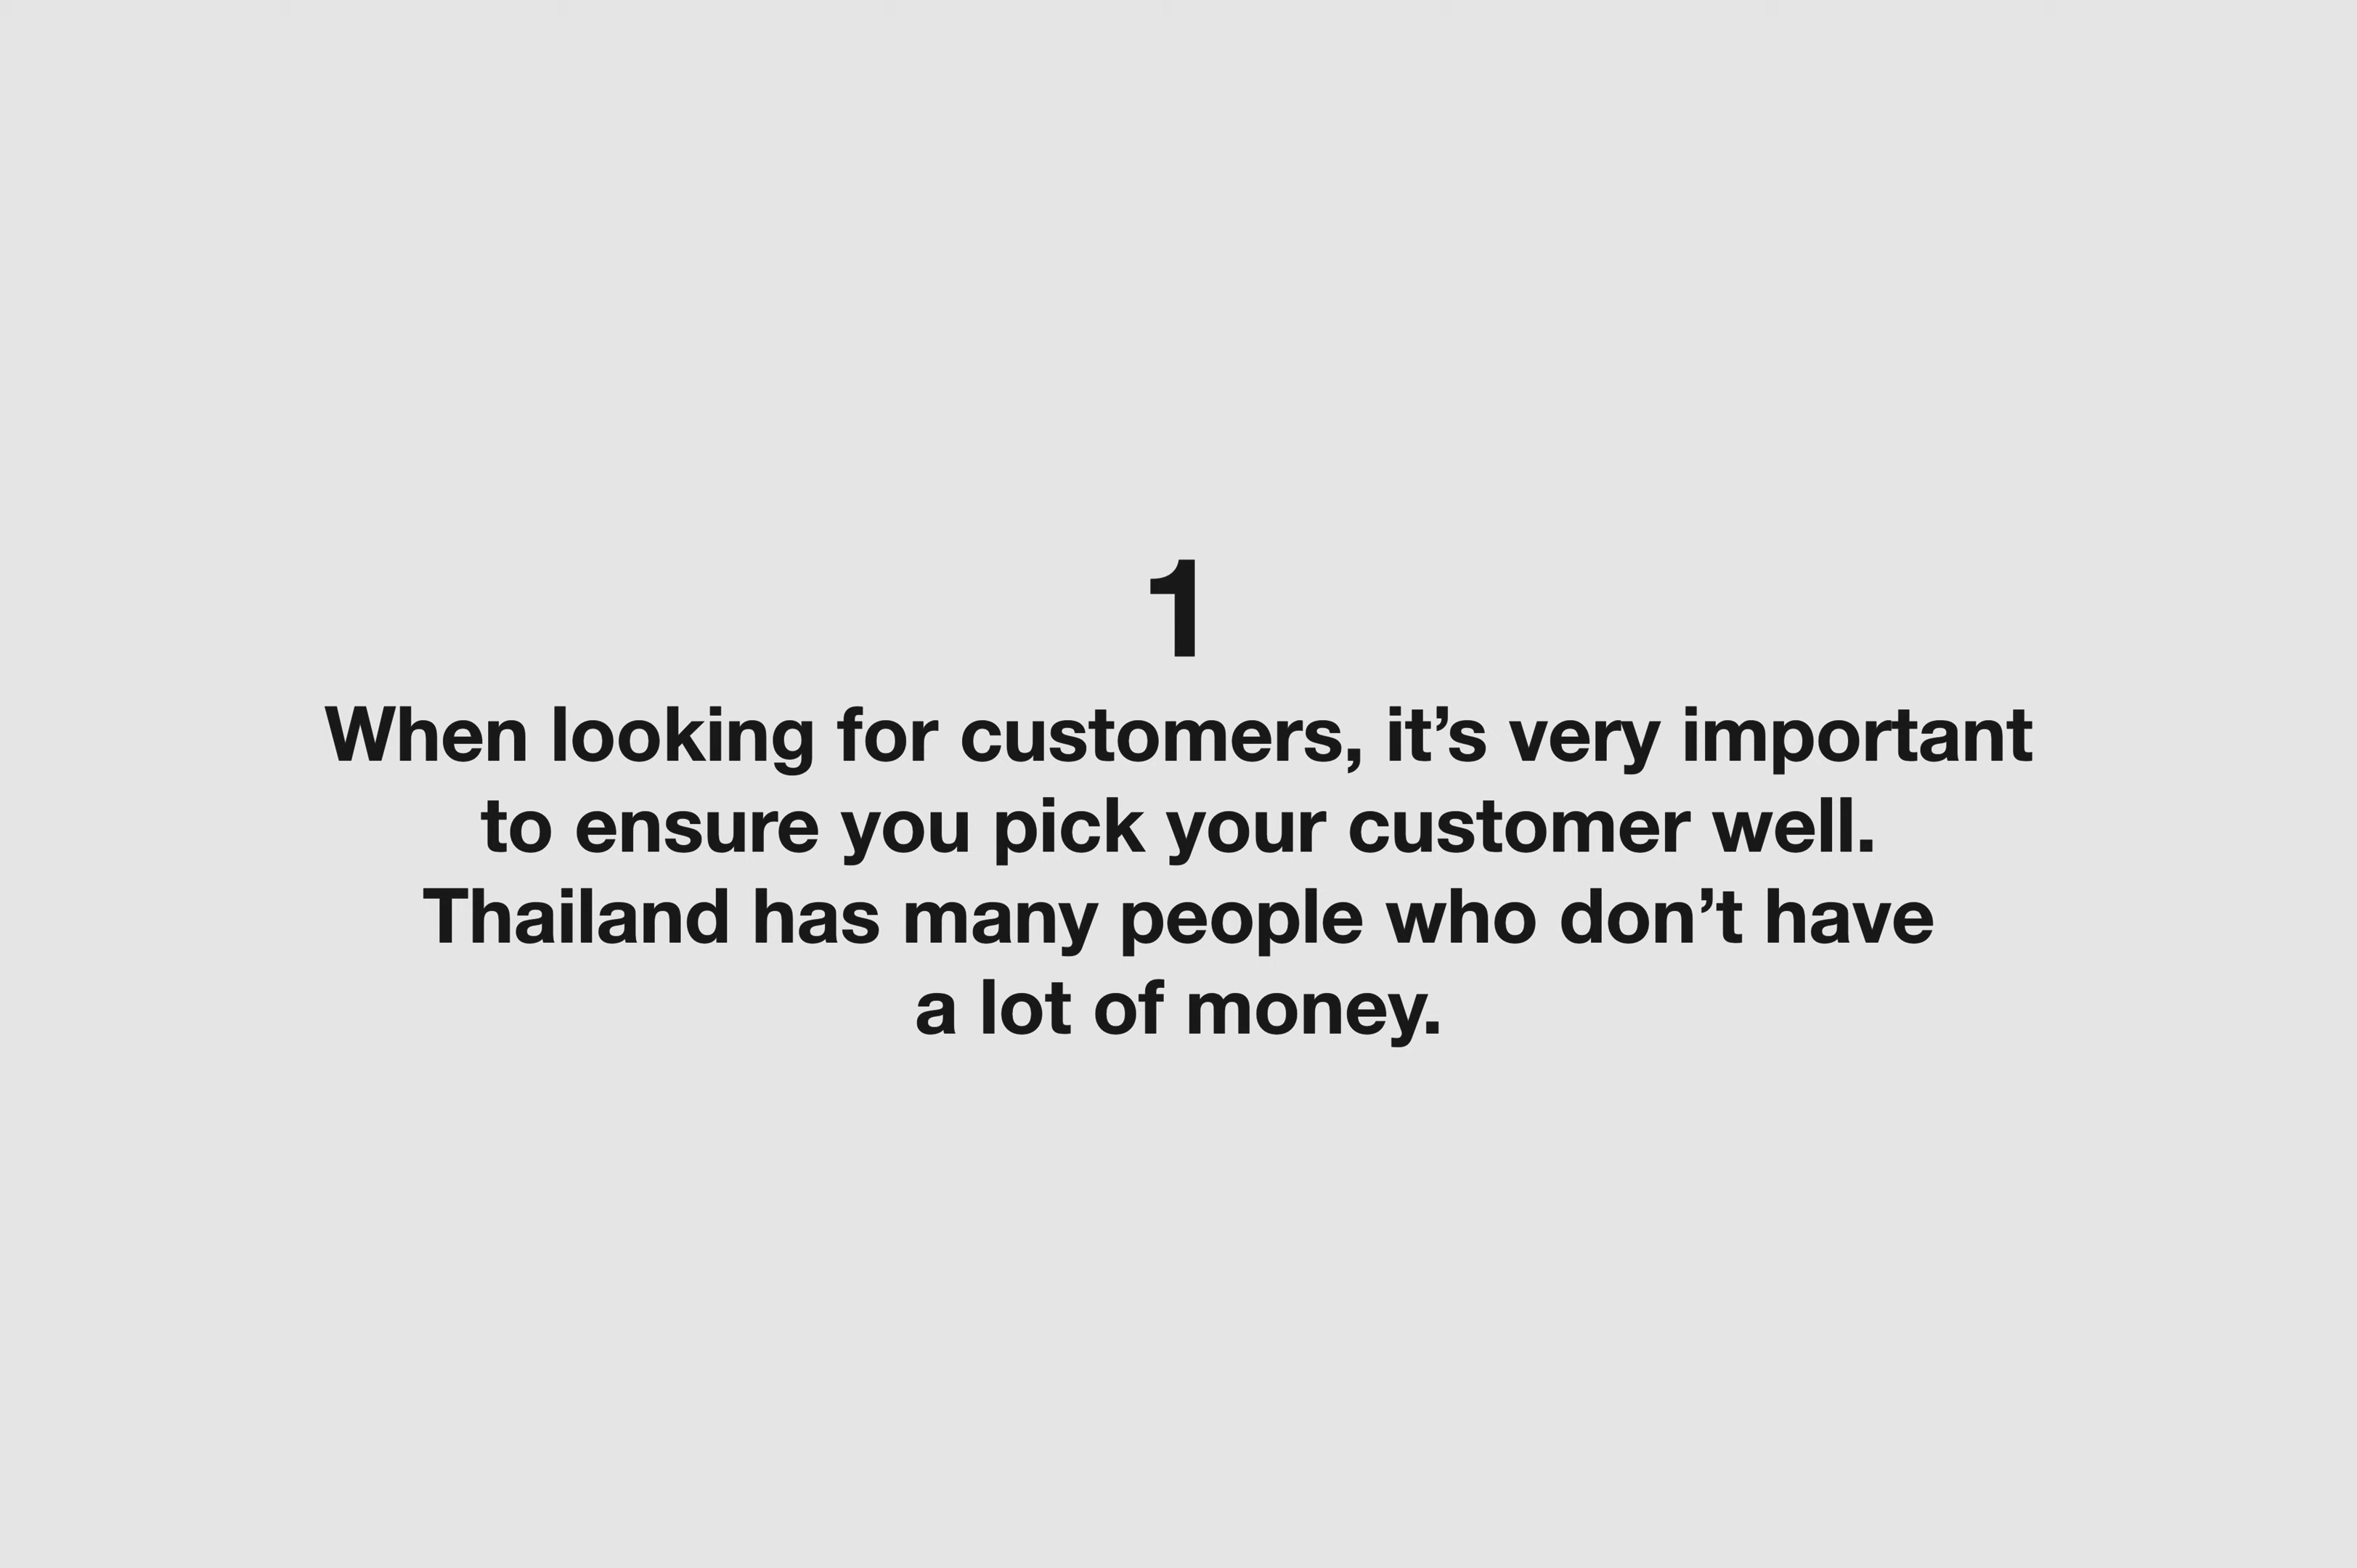 1
When looking for customers, it’s very important
to ensure you pick your customer well.
Thailand has many people who don’t have
a lot of money.